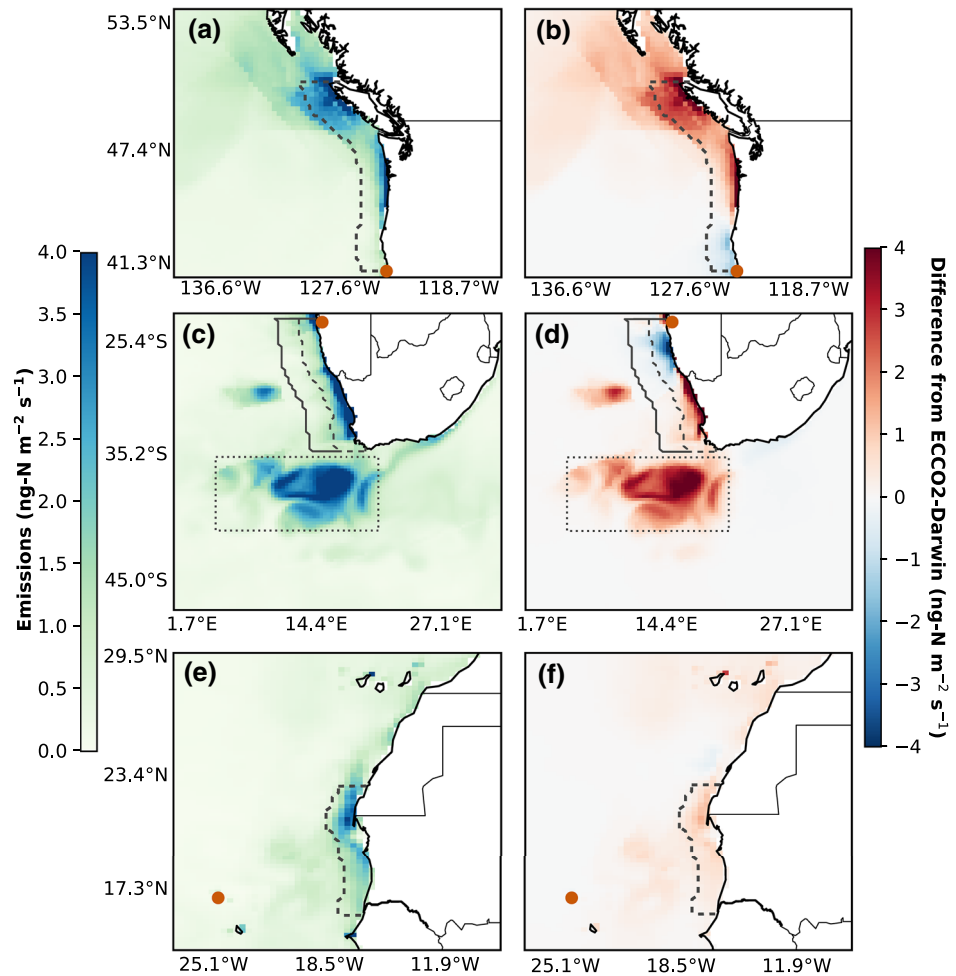 53.5°N
47.4°N
41.3°N
(a)
(b)
136.6°W
127.6°W
118.7°W
136.6°W
127.6°W
118.7°W
25.4°S
35.2°S
45.0°S
(c)
(d)
1.7°E
14.4°E
27.1°E
1.7°E
14.4°E
27.1°E
29.5°N
23.4°N
17.3°N
(e)
(f)
25.1°W
18.5°W
11.9°W
25.1°W
18.5°W
11.9°W
Emissions (ng-N m⁻² s⁻¹)
4.0
3.5
3.0
2.5
2.0
1.5
1.0
0.5
0.0
4
3
2
1
0
−1
−2
−3
−4
Difference from ECCO2-Darwin (ng-N m⁻² s⁻¹)